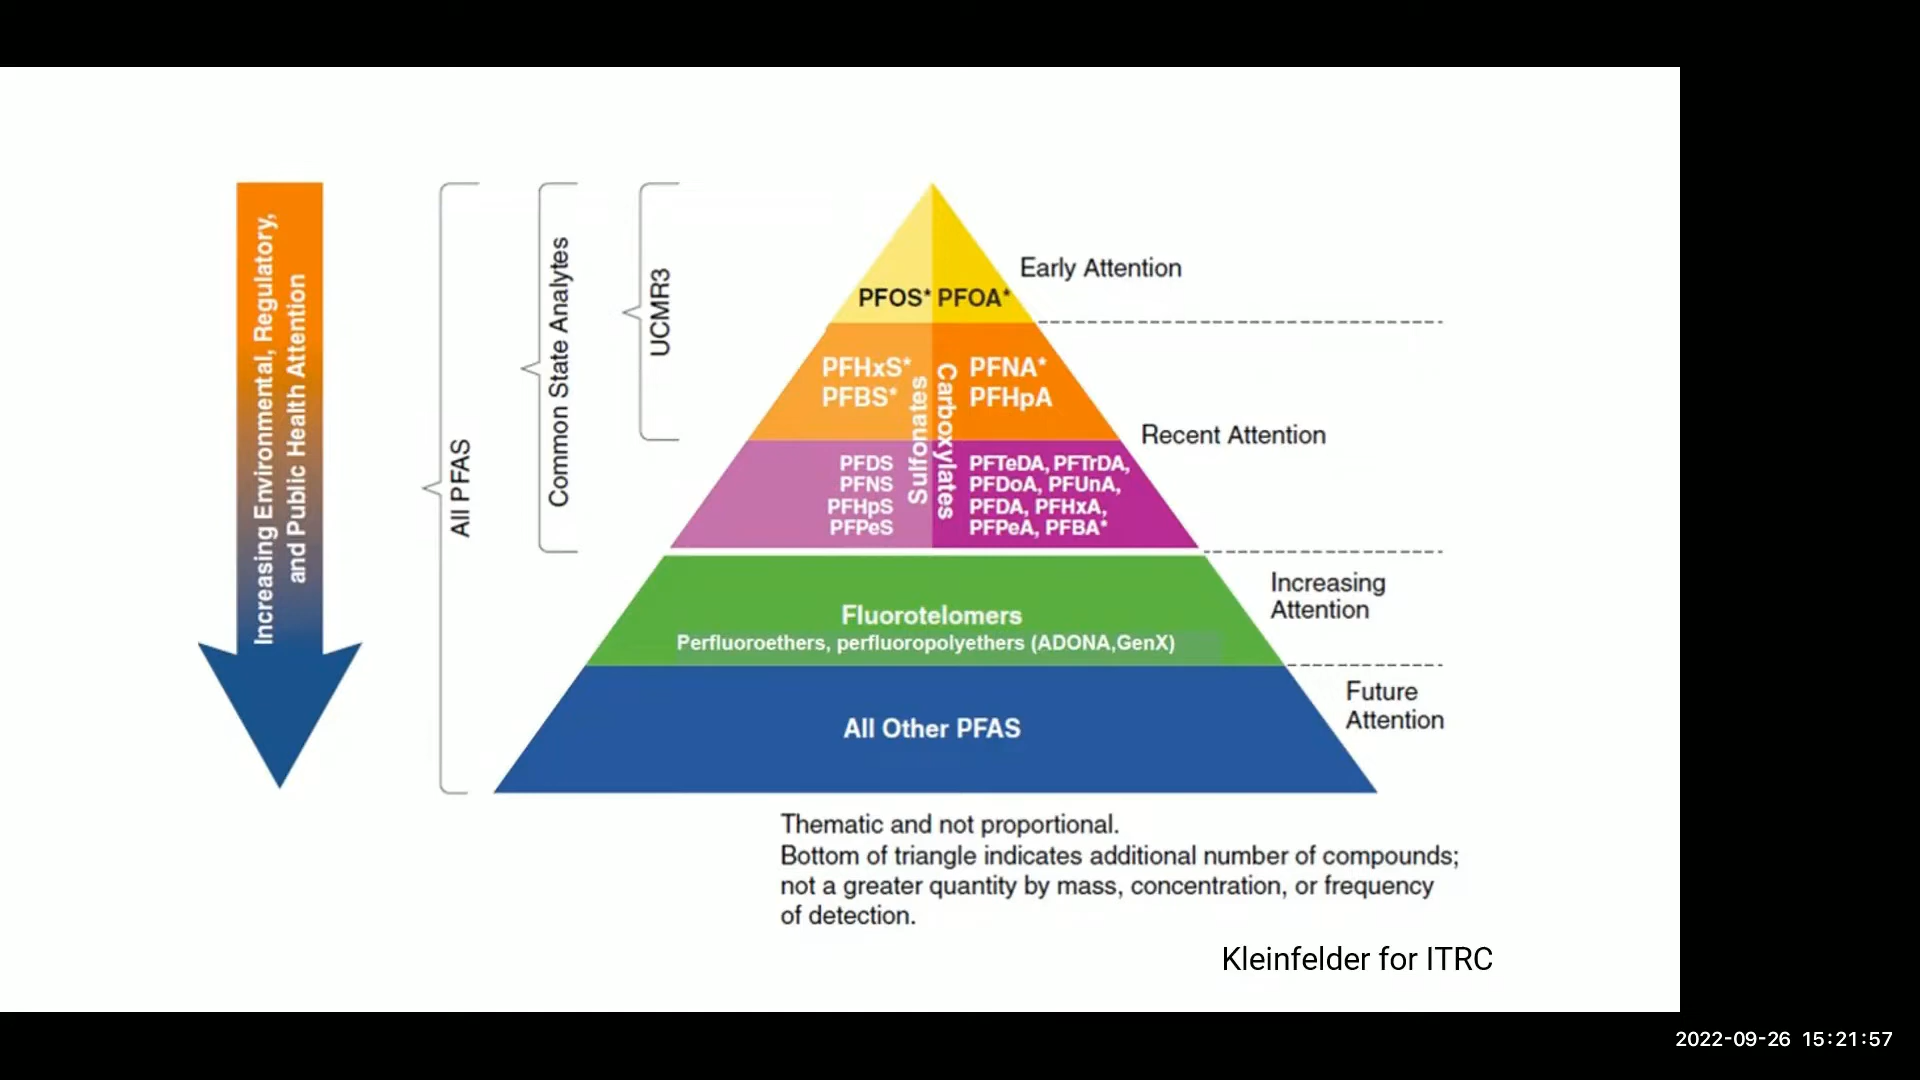 Increasing Environmental, Regulatory,
and Public Health Attention
All PFAS
Common State Analytes
UCMR3
PFOS* PFOA*
Early Attention
PFHxS*
PFBS*
Sulfonates
Carboxylates
PFNA*
PFHpA
Recent Attention
PFDS
PFNS
PFHpS
PFPeS
PFTeDA, PFTrDA,
PFDoA, PFUnA,
PFDA, PFHxA,
PFPeA, PFBA*
Fluorotelomers
Perfluoroethers, perfluoropolyethers (ADONA,GenX)
Increasing
Attention
All Other PFAS
Future
Attention
Thematic and not proportional.
Bottom of triangle indicates additional number of compounds;
not a greater quantity by mass, concentration, or frequency
of detection.
Kleinfelder for ITRC
2022-09-26 15:21:57